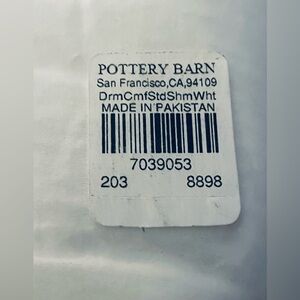 POTTERY BARN
San Francisco,CA,94109
DrmCmfStdShmWht
MADE IN PAKISTAN
7039053
203 8898